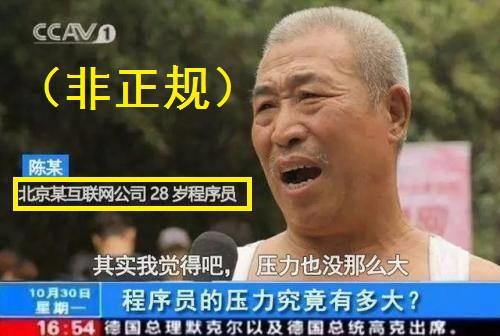 CCAV 1
（非正规）
陈某
北京某互联网公司 28 岁程序员
其实我觉得吧， 压力也没那么大
10月30日
星期一
程序员的压力究竟有多大？
16:54
德国总理默克尔以及德国总统高克出席。